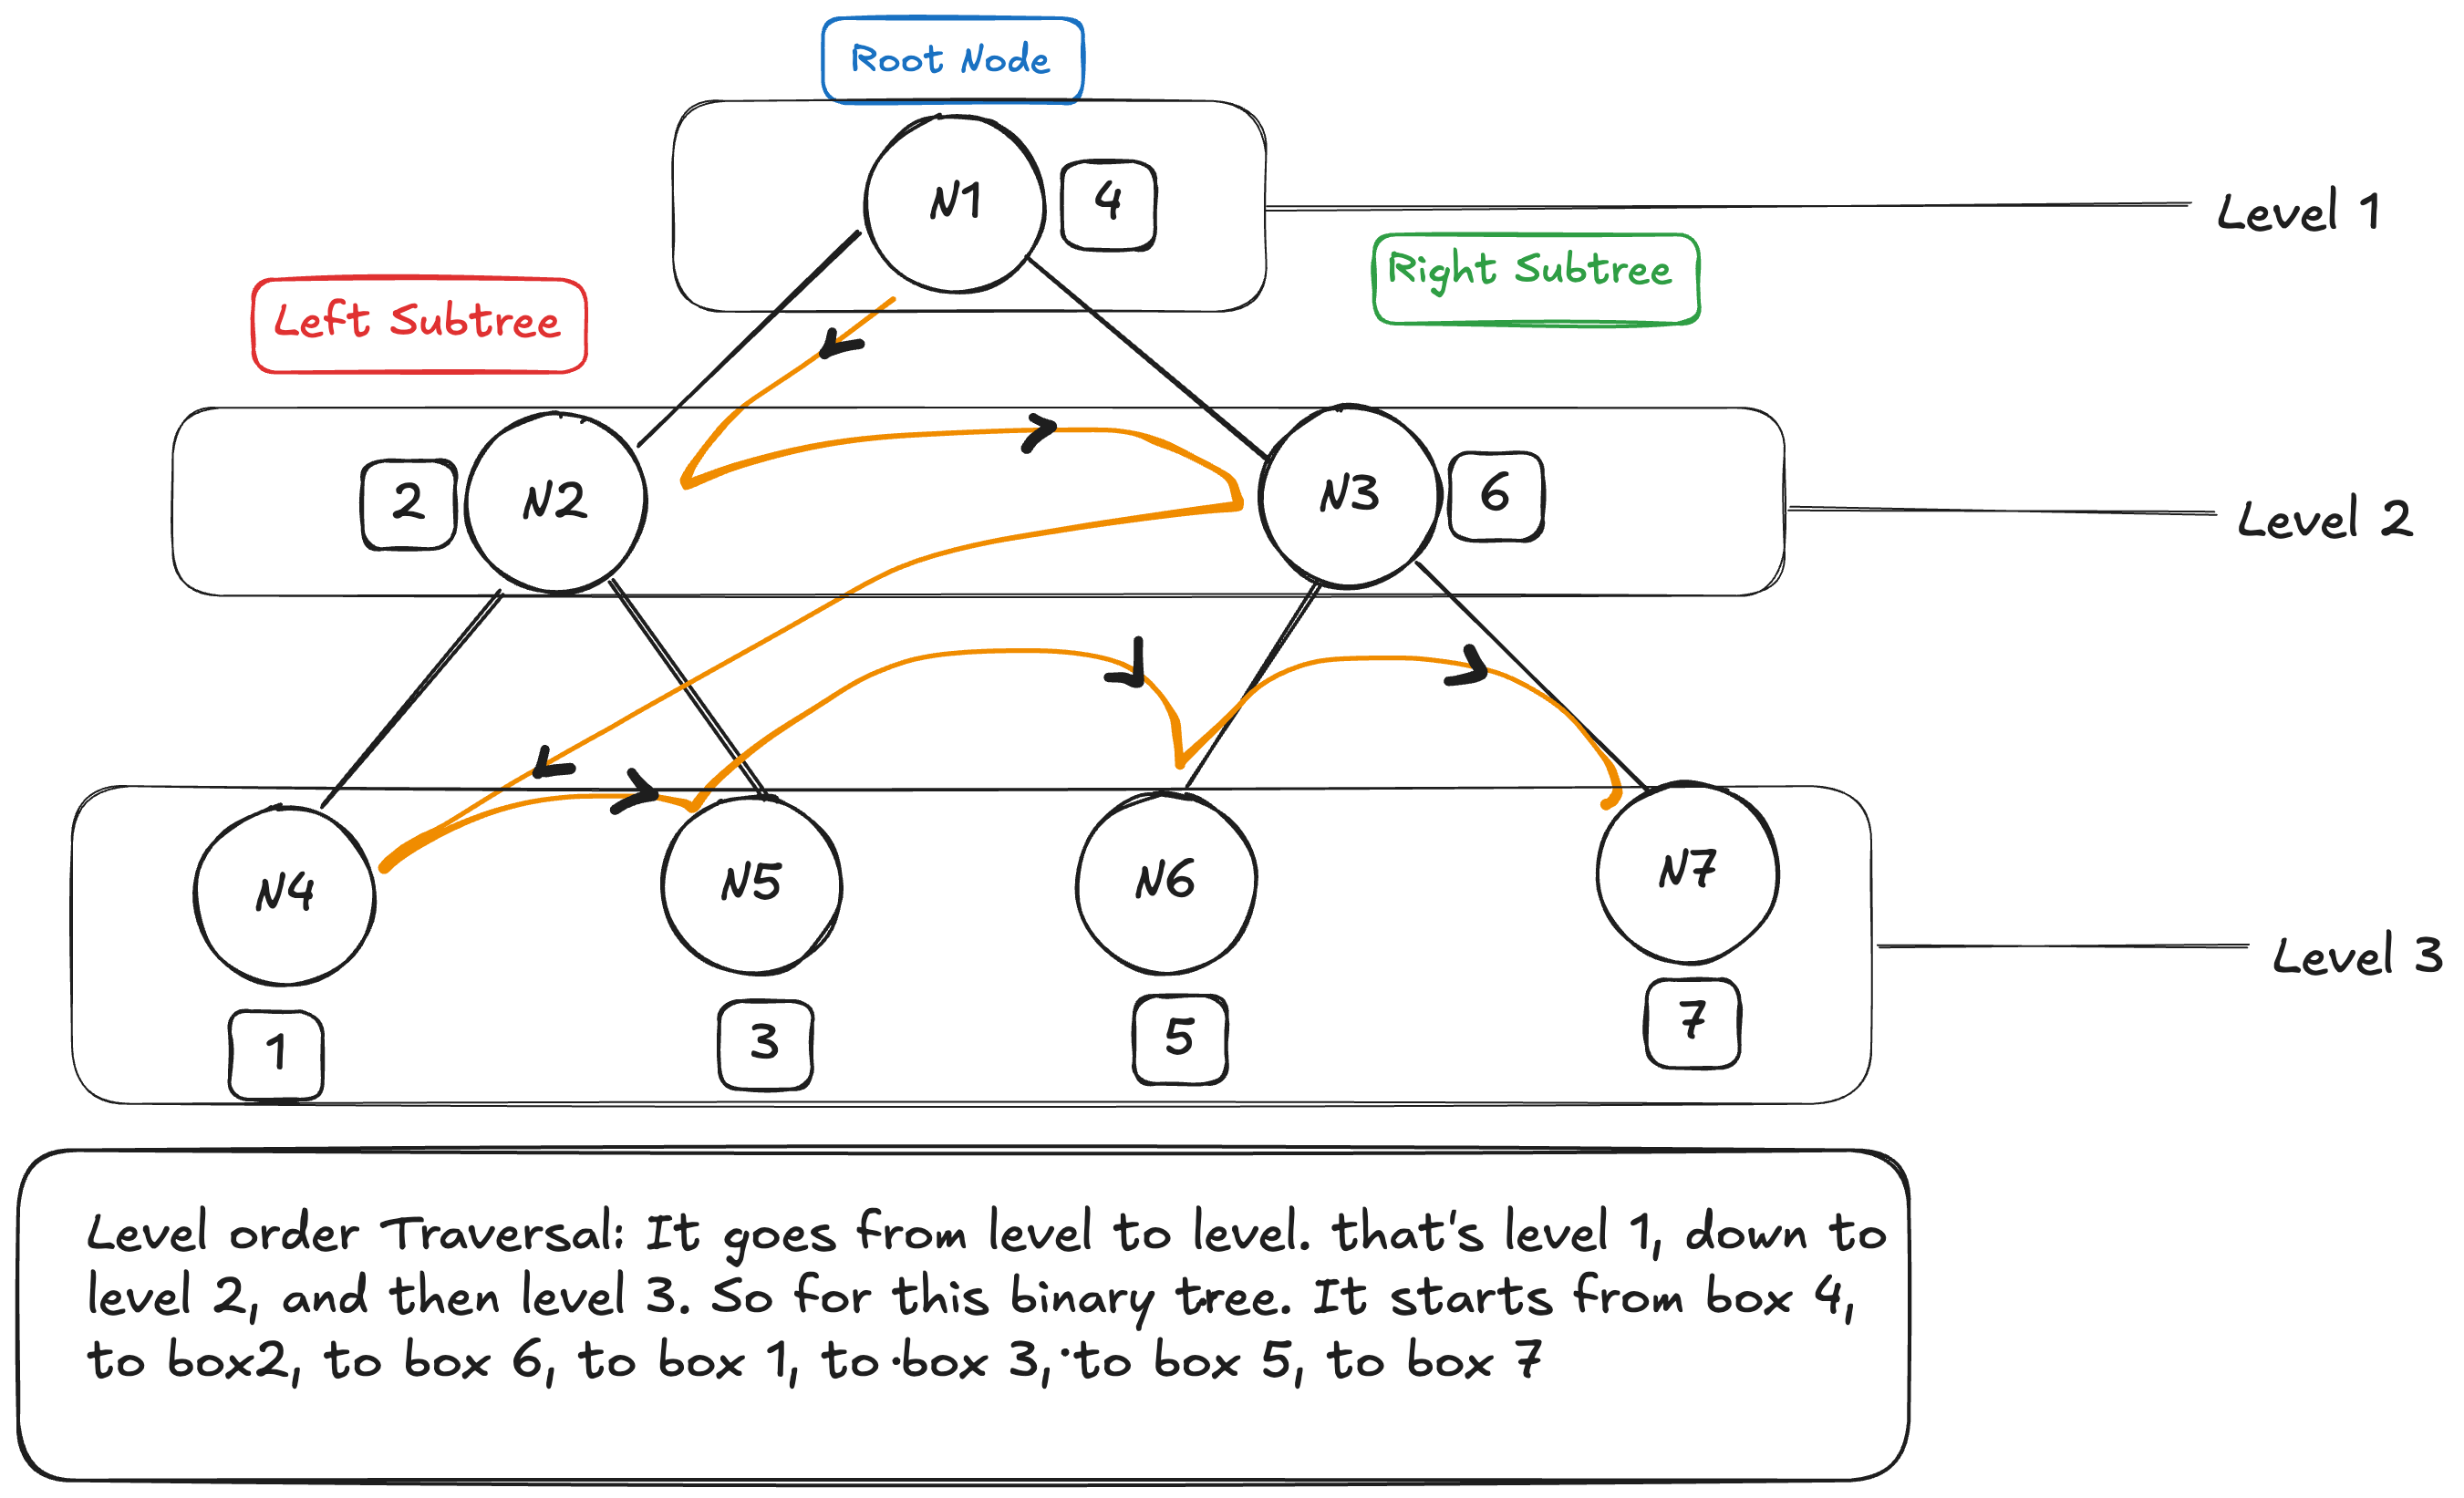 Root Node
N1
4
Level 1
Right Subtree
Left Subtree
2
N2
N3
6
Level 2
N4
N5
N6
N7
Level 3
1
3
5
7
Level order Traversal: It goes from level to level. that's level 1, down to
level 2, and then level 3. So for this binary tree. It starts from box 4,
to box2, to box 6, to box 1, to box 3, to box 5, to box 7